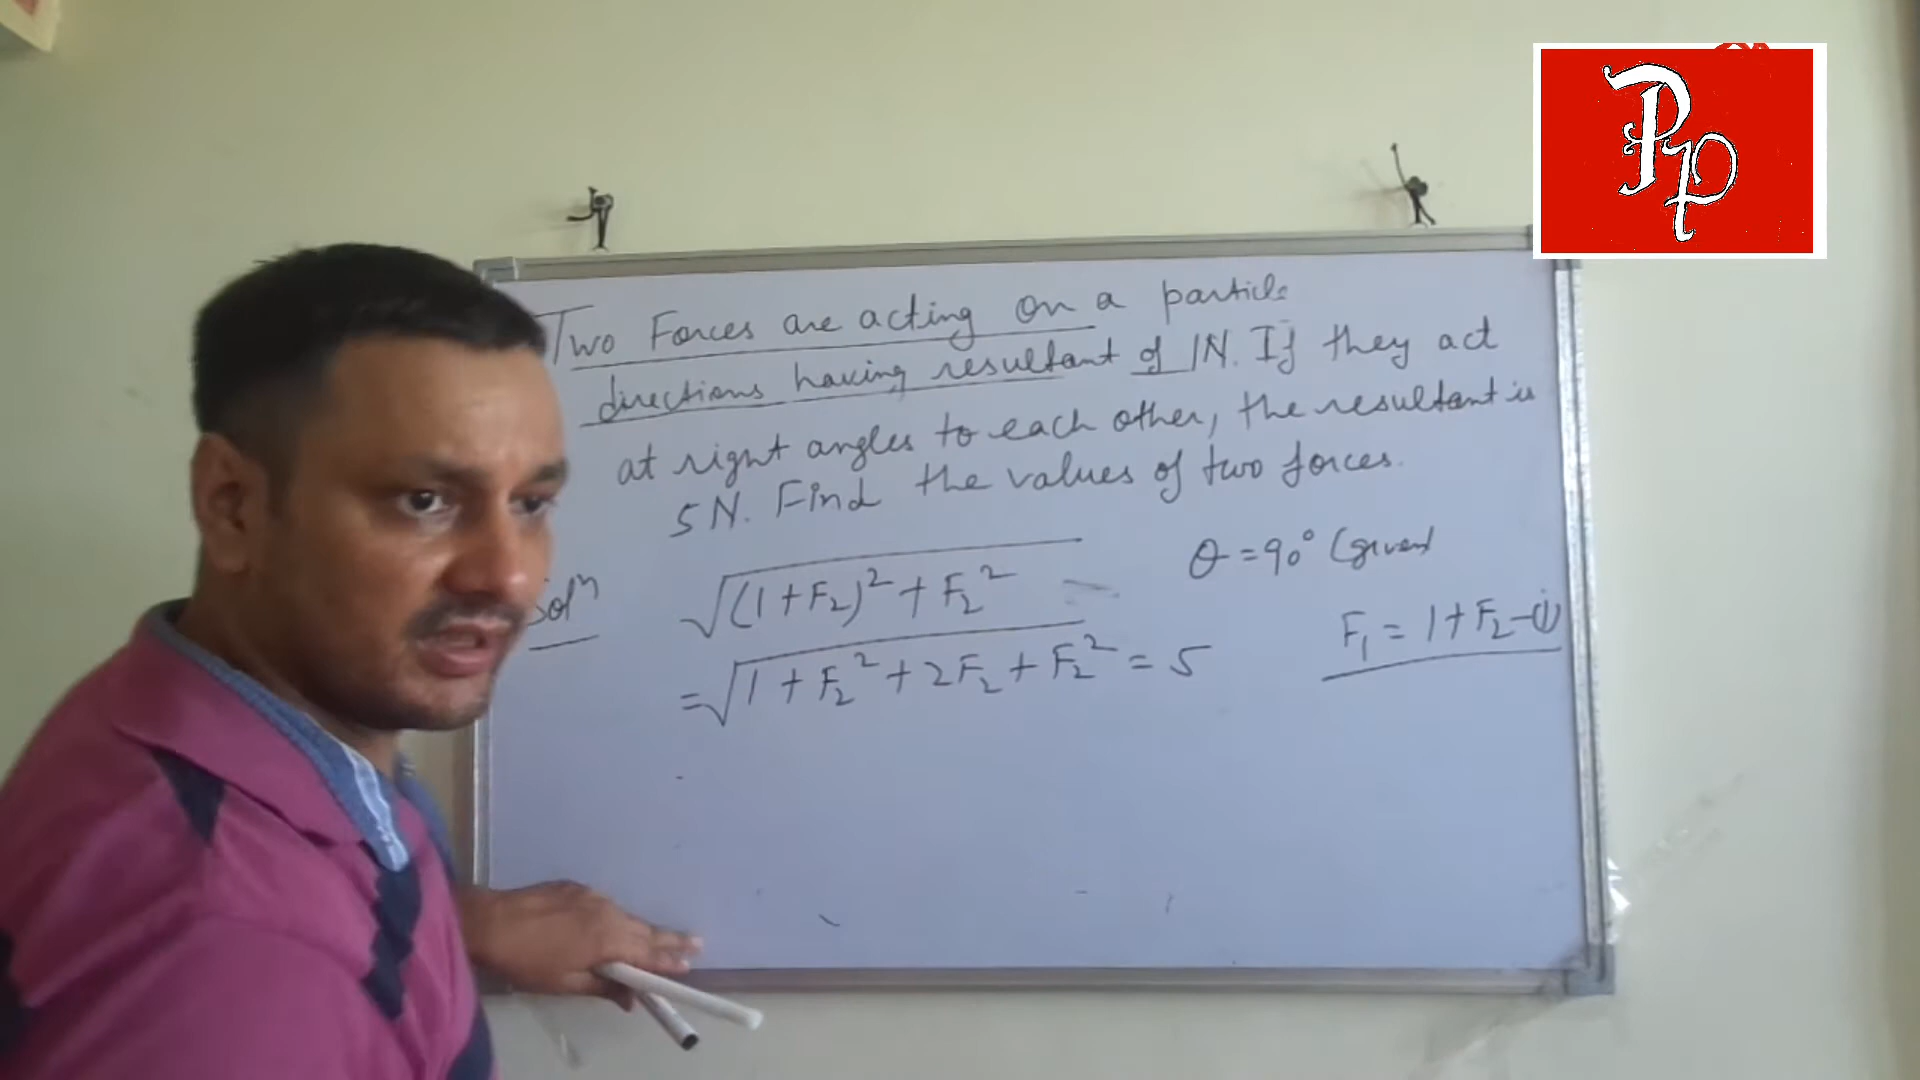 Pp
Two Forces are acting on a particle
directions having resultant of 1N. If they act
at right angles to each other, the resultant is
5 N. Find the values of two forces.
θ = 90° (given
Solⁿ √(1 + F₂)² + F₂²
F₁ = 1 + F₂ – (i)
= √1 + F₂² + 2F₂ + F₂² = 5